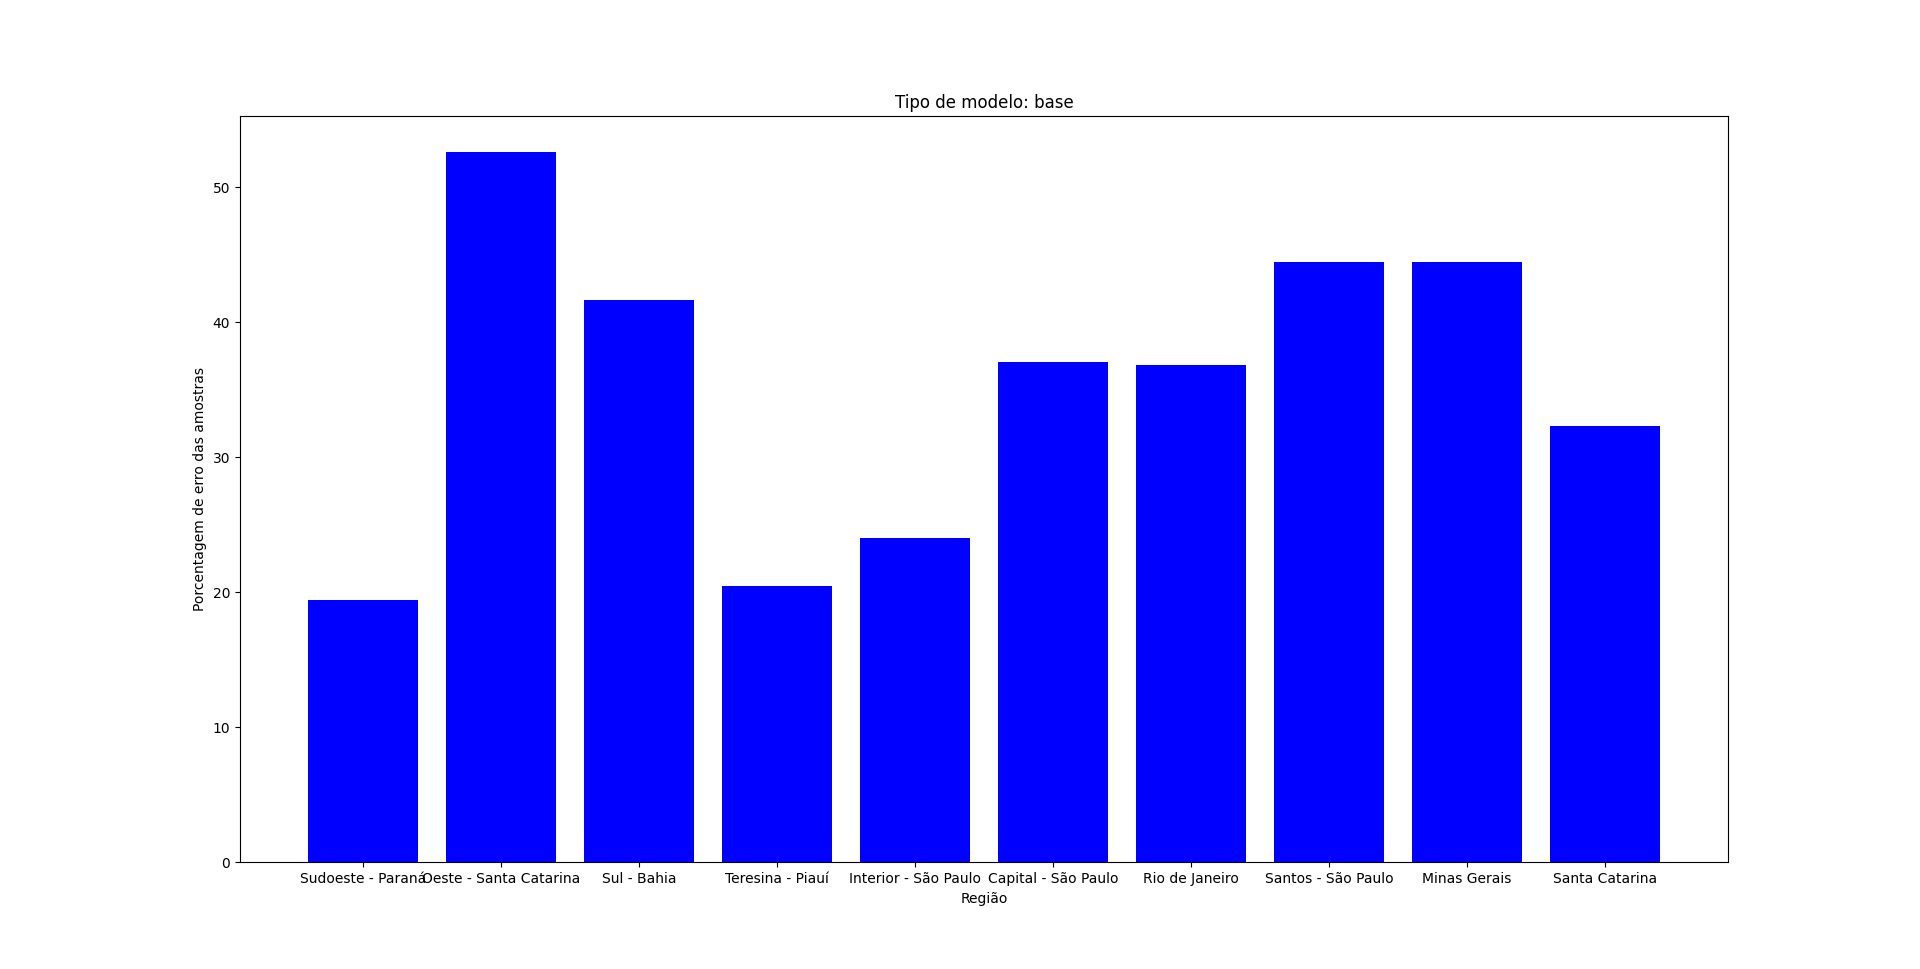 Tipo de modelo: base
Porcentagem de erro das amostras
50
40
30
20
10
0
Sudoeste - Paraná Oeste - Santa Catarina Sul - Bahia Teresina - Piauí Interior - São Paulo Capital - São Paulo Rio de Janeiro Santos - São Paulo Minas Gerais Santa Catarina
Região